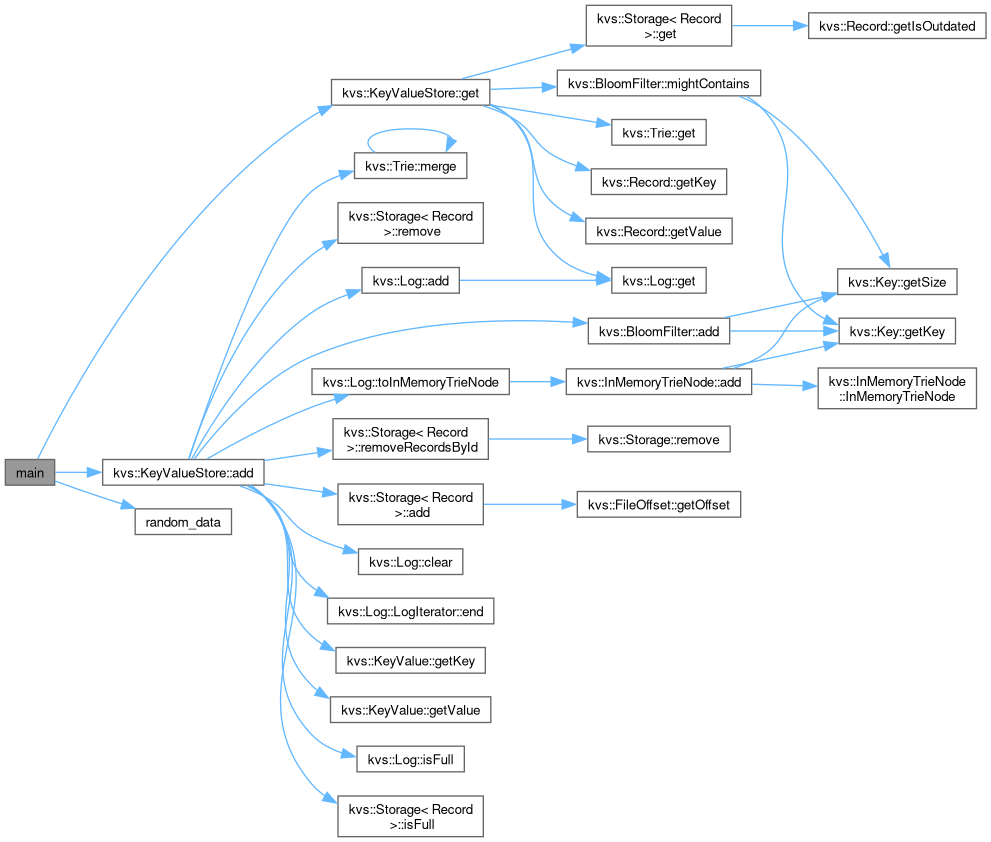 kvs::Storage< Record
>::get
kvs::Record::getIsOutdated
kvs::KeyValueStore::get
kvs::BloomFilter::mightContains
kvs::Trie::get
kvs::Trie::merge
kvs::Record::getKey
kvs::Storage< Record
>::remove
kvs::Record::getValue
kvs::Log::add
kvs::Log::get
kvs::Key::getSize
kvs::BloomFilter::add
kvs::Key::getKey
kvs::Log::toInMemoryTrieNode
kvs::InMemoryTrieNode::add
kvs::InMemoryTrieNode
::InMemoryTrieNode
kvs::Storage< Record
>::removeRecordsById
kvs::Storage::remove
main
kvs::KeyValueStore::add
kvs::Storage< Record
>::add
kvs::FileOffset::getOffset
random_data
kvs::Log::clear
kvs::Log::LogIterator::end
kvs::KeyValue::getKey
kvs::KeyValue::getValue
kvs::Log::isFull
kvs::Storage< Record
>::isFull